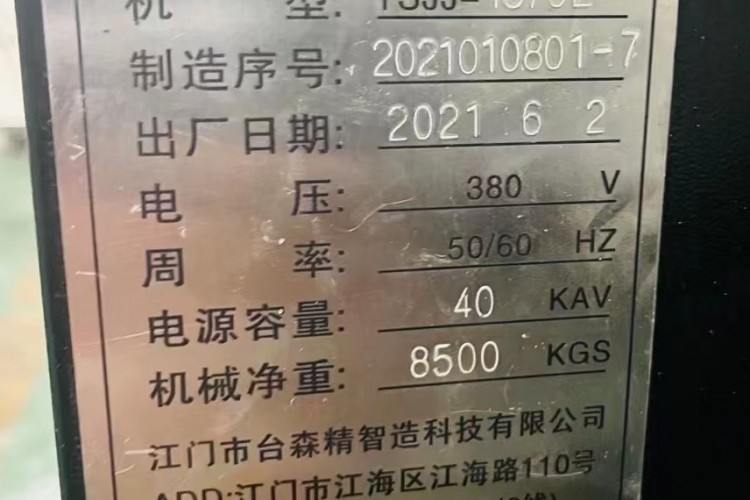 机 型:
制造序号: 2021010801-7
出厂日期: 2021 6 2
电 压: 380 V
周 率: 50/60 HZ
电源容量: 40 KAV
机械净重: 8500 KGS
江门市台森精智造科技有限公司
ADD:江门市江海区江海路110号